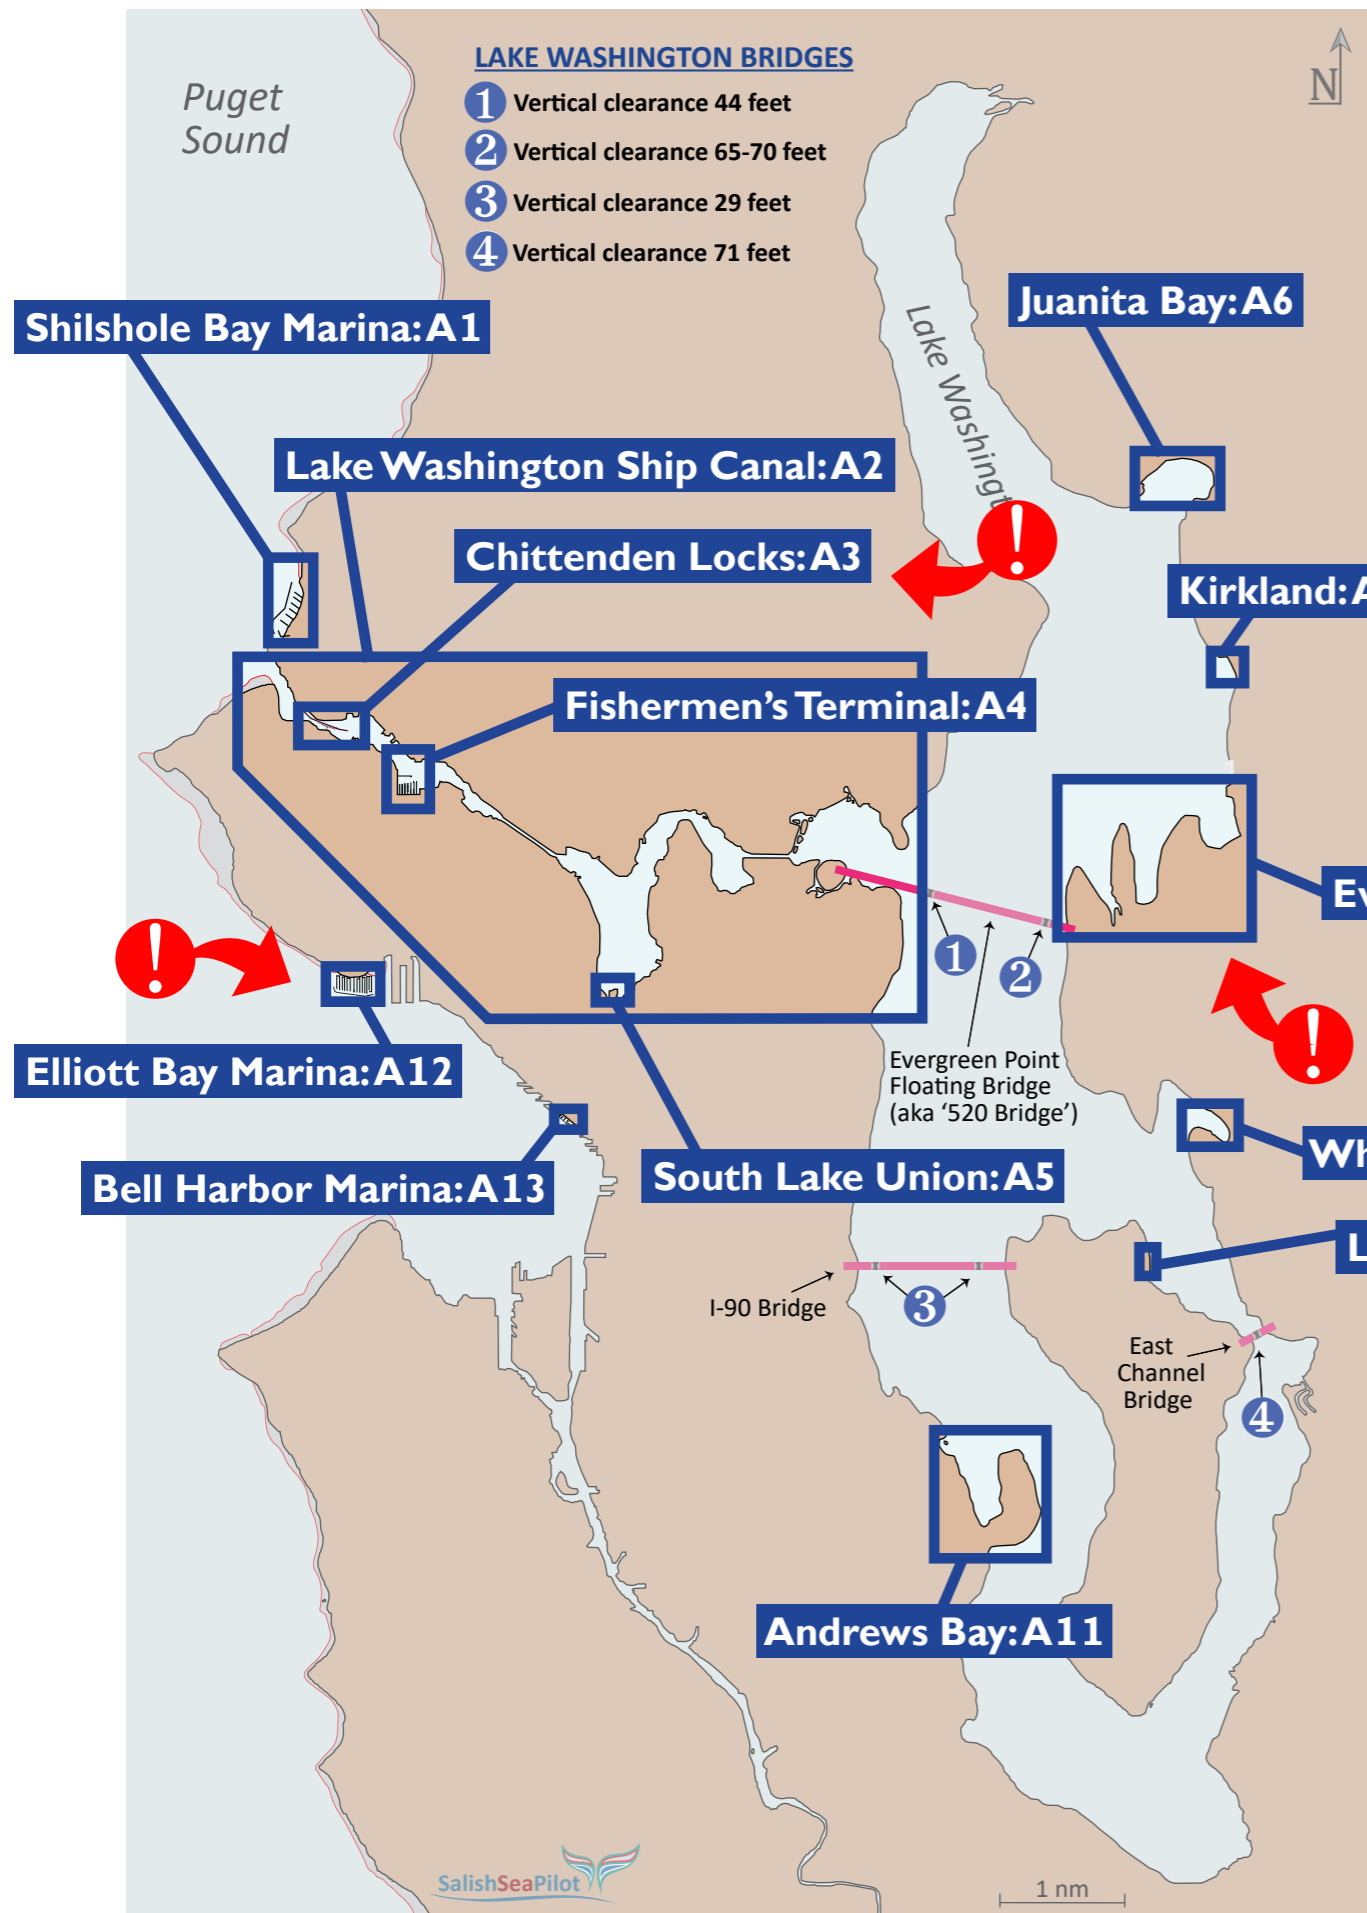 LAKE WASHINGTON BRIDGES
1 Vertical clearance 44 feet
2 Vertical clearance 65-70 feet
3 Vertical clearance 29 feet
4 Vertical clearance 71 feet
Puget
Sound
N
Shilshole Bay Marina: A1
Juanita Bay: A6
Lake Washington
Lake Washington Ship Canal: A2
Chittenden Locks: A3
!
Kirkland: A
Fishermen's Terminal: A4
Ev
!
1
2
!
Elliott Bay Marina: A12
Evergreen Point
Floating Bridge
(aka '520 Bridge')
Wh
Bell Harbor Marina: A13
South Lake Union: A5
L
I-90 Bridge
3
East
Channel
Bridge
4
Andrews Bay: A11
SalishSeaPilot
1 nm